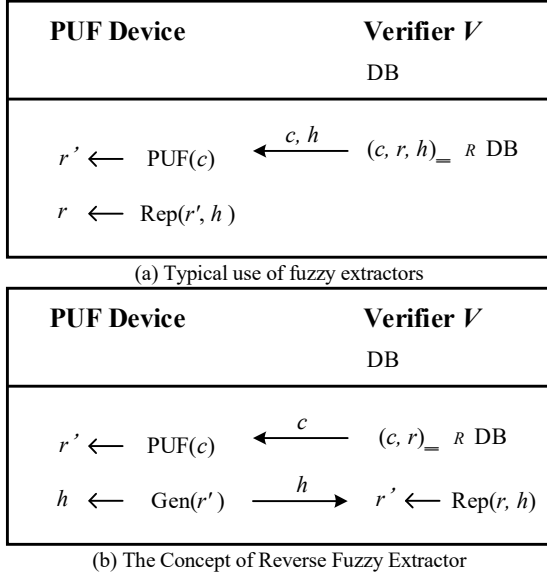 PUF Device Verifier V
DB
c, h
r’ ← PUF(c) (c, r, h)_= R DB
r ← Rep(r', h )
(a) Typical use of fuzzy extractors
PUF Device Verifier V
DB
c
r’ ← PUF(c) (c, r)_= R DB
h
h ← Gen(r') r’ ← Rep(r, h)
(b) The Concept of Reverse Fuzzy Extractor